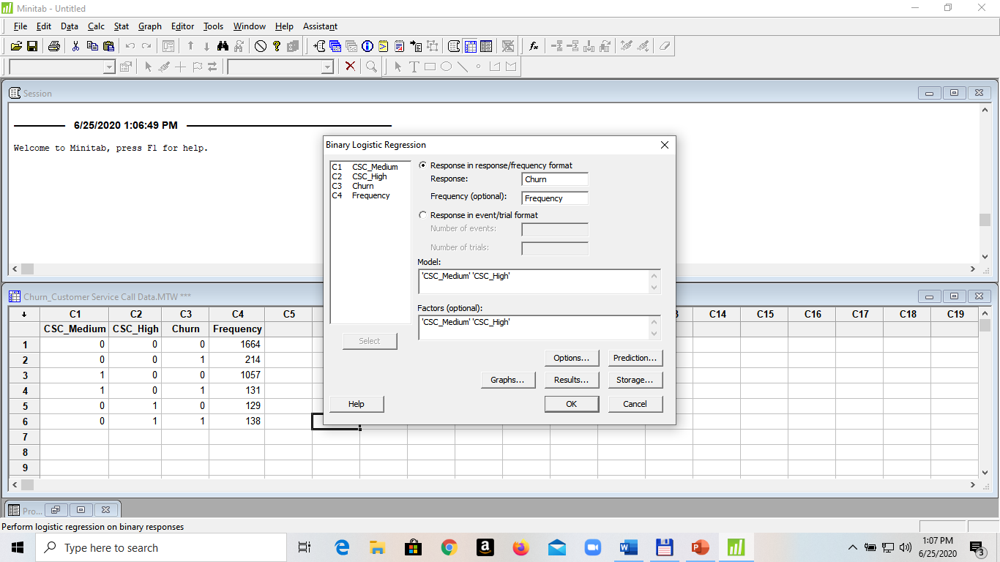 Minitab - Untitled
File Edit Data Calc Stat Graph Editor Tools Window Help Assistant
Session
6/25/2020 1:06:49 PM
Welcome to Minitab, press F1 for help.
Binary Logistic Regression
C1 CSC_Medium
C2 CSC_High
C3 Churn
C4 Frequency
Select
Help
Response in response/frequency format
Response: Churn
Frequency (optional): Frequency
Response in event/trial format
Number of events:
Number of trials:
Model:
'CSC_Medium' 'CSC_High'
Factors (optional):
'CSC_Medium' 'CSC_High'
Options... Prediction...
Graphs... Results... Storage...
OK Cancel
Churn_Customer Service Call Data.MTW ***
C1 C2 C3 C4 C5 3 C14 C15 C16 C17 C18 C19
CSC_Medium CSC_High Churn Frequency
1 0 0 0 1664
2 0 0 1 214
3 1 0 0 1057
4 1 0 1 131
5 0 1 0 129
6 0 1 1 138
7
8
9
Pro...
Perform logistic regression on binary responses
Type here to search
1:07 PM
6/25/2020
3